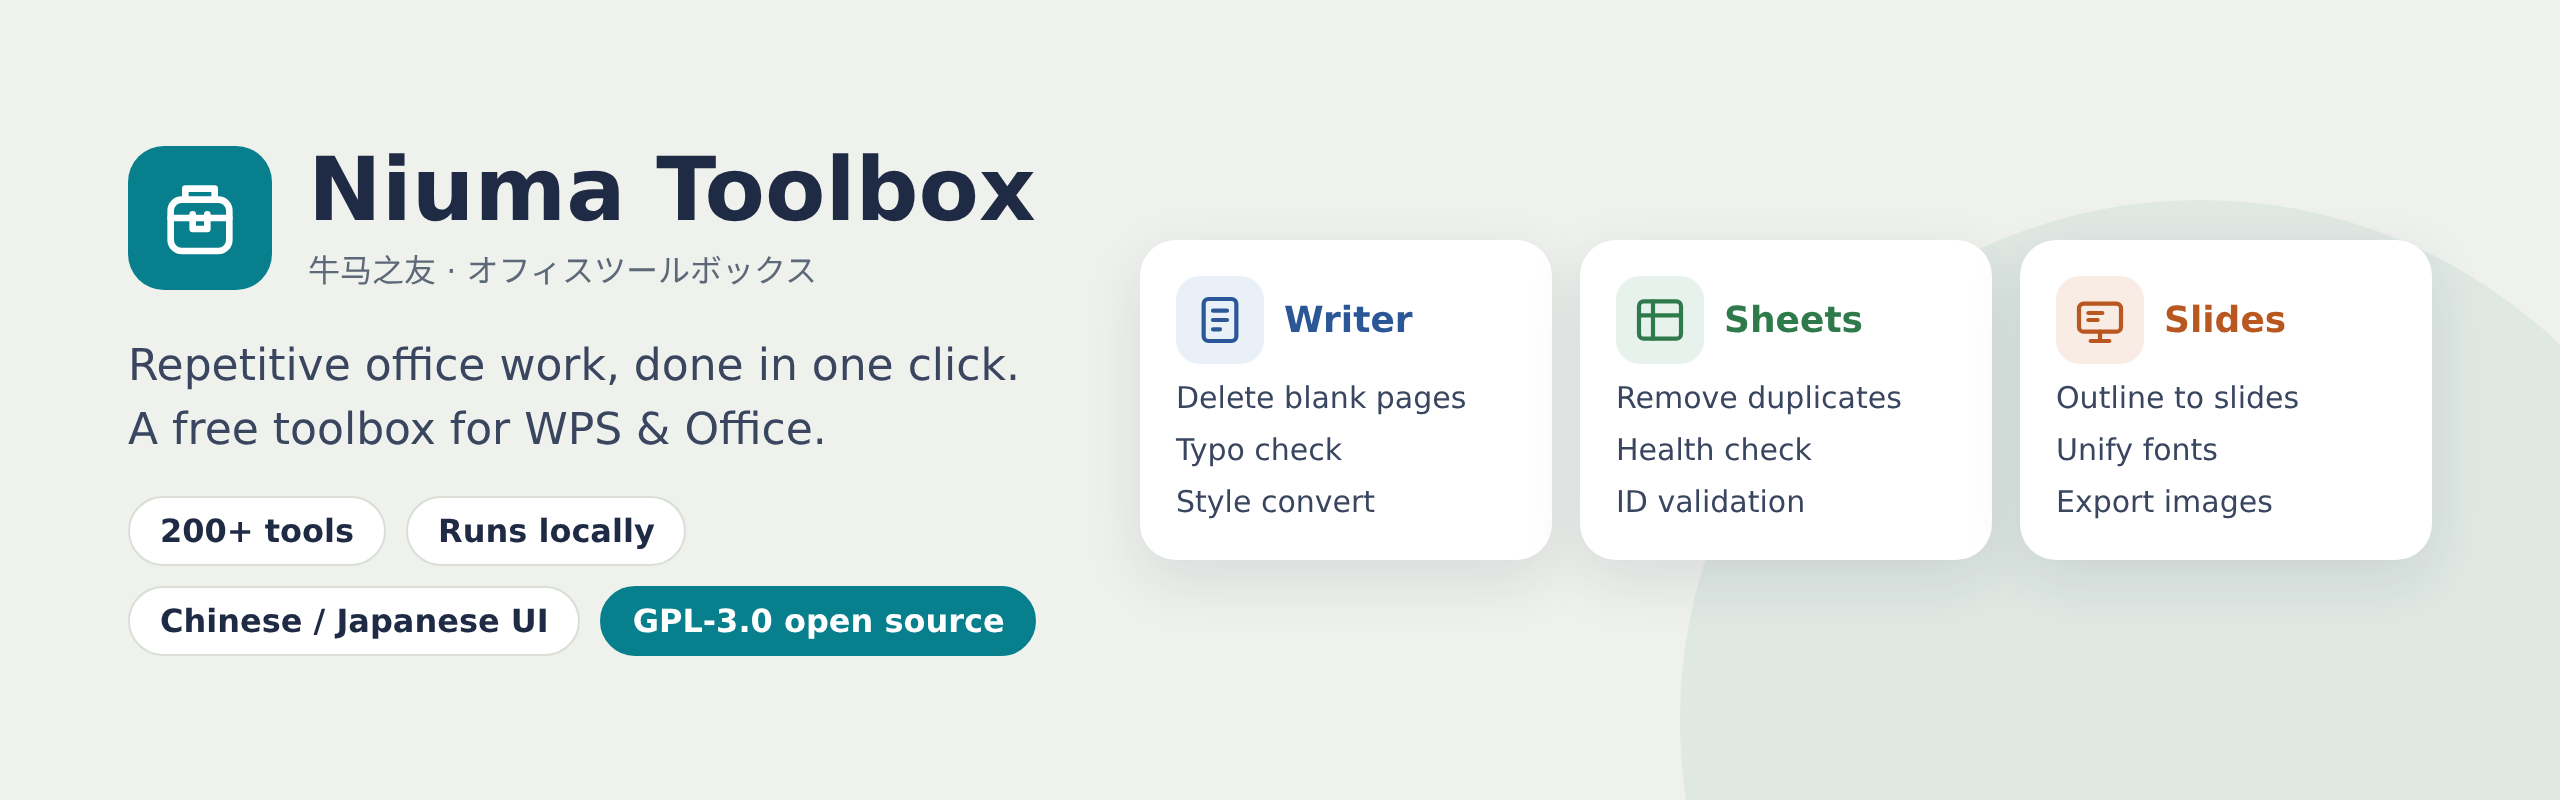 Niuma Toolbox
牛马之友 · オフィスツールボックス
Repetitive office work, done in one click.
A free toolbox for WPS & Office.
200+ tools
Runs locally
Chinese / Japanese UI
GPL-3.0 open source
Writer
Delete blank pages
Typo check
Style convert
Sheets
Remove duplicates
Health check
ID validation
Slides
Outline to slides
Unify fonts
Export images